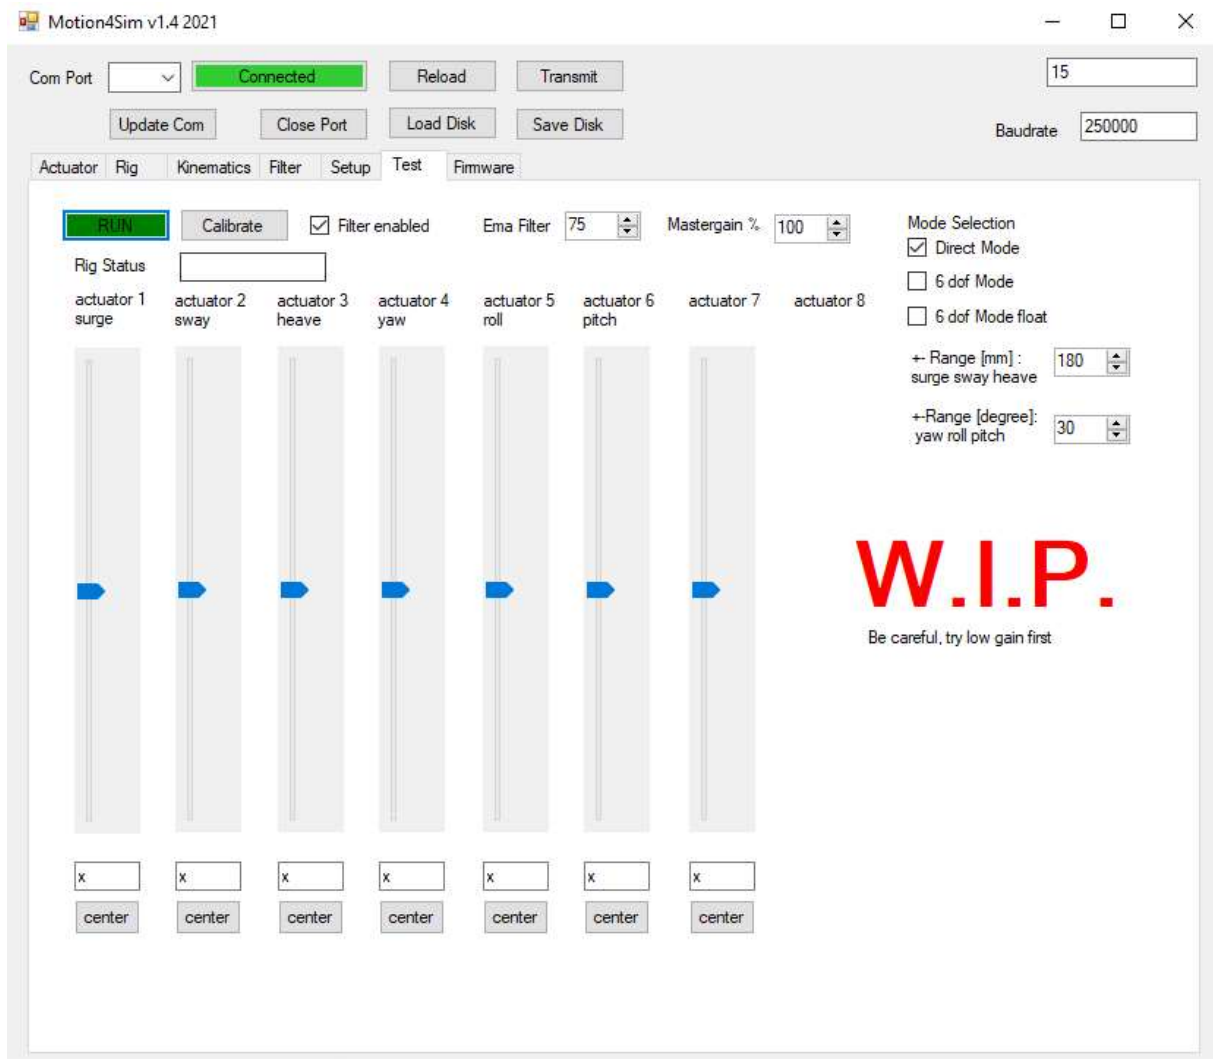 Motion4Sim v1.4 2021
Com Port Connected Reload Transmit 15
Update Com Close Port Load Disk Save Disk Baudrate 250000
Actuator Rig Kinematics Filter Setup Test Firmware
RUN Calibrate Filter enabled Ema Filter 75 Mastergain % 100 Mode Selection
Direct Mode
Rig Status
6 dof Mode
actuator 1 actuator 2 actuator 3 actuator 4 actuator 5 actuator 6 actuator 7 actuator 8
surge sway heave yaw roll pitch
6 dof Mode float
+- Range [mm] : 180
surge sway heave
+-Range [degree]: 30
yaw roll pitch
W.I.P.
Be careful, try low gain first
x x x x x x x
center center center center center center center